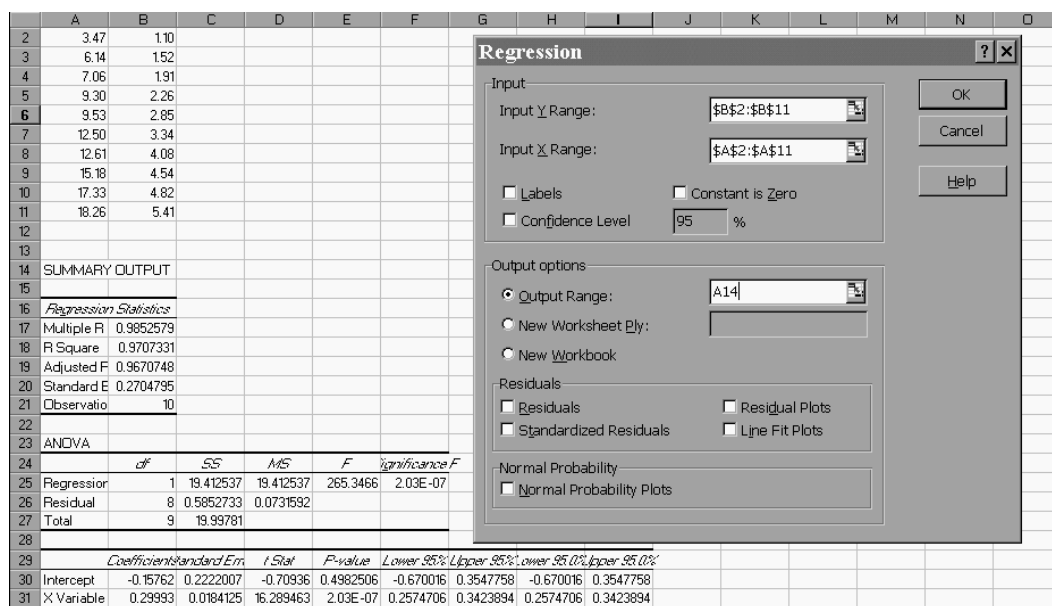 A B C D E F G H I J K L M N O
2 3.47 1.10
3 6.14 1.52
4 7.06 1.91
5 9.30 2.26
6 9.53 2.85
7 12.50 3.34
8 12.61 4.08
9 15.18 4.54
10 17.33 4.82
11 18.26 5.41
12
13
14 SUMMARY OUTPUT
15
16 Regression Statistics
17 Multiple R 0.9852579
18 R Square 0.9707331
19 Adjusted F 0.9670748
20 Standard E 0.2704795
21 Observatio 10
22
23 ANOVA
24 df SS MS F ignificance F
25 Regression 1 19.412537 19.412537 265.3466 2.03E-07
26 Residual 8 0.5852733 0.0731592
27 Total 9 19.99781
28
29 Coefficients tandard Err t Stat P-value Lower 95% Upper 95% ower 95.0% Upper 95.0%
30 Intercept -0.15762 0.2222007 -0.70936 0.4982506 -0.670016 0.3547758 -0.670016 0.3547758
31 X Variable 0.29993 0.0184125 16.289463 2.03E-07 0.2574706 0.3423894 0.2574706 0.3423894
Regression ? ×
Input
Input Y Range: $B$2:$B$11
Input X Range: $A$2:$A$11
Labels Constant is Zero
Confidence Level 95 %
OK
Cancel
Help
Output options
Output Range: A14
New Worksheet Ply:
New Workbook
Residuals
Residuals Residual Plots
Standardized Residuals Line Fit Plots
Normal Probability
Normal Probability Plots